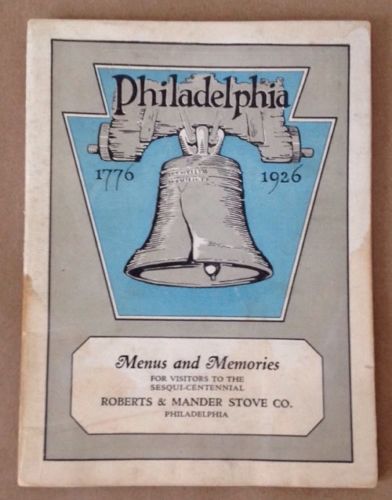 Philadelphia
1776 1926
Menus and Memories
FOR VISITORS TO THE
SESQUI-CENTENNIAL
ROBERTS & MANDER STOVE CO.
PHILADELPHIA